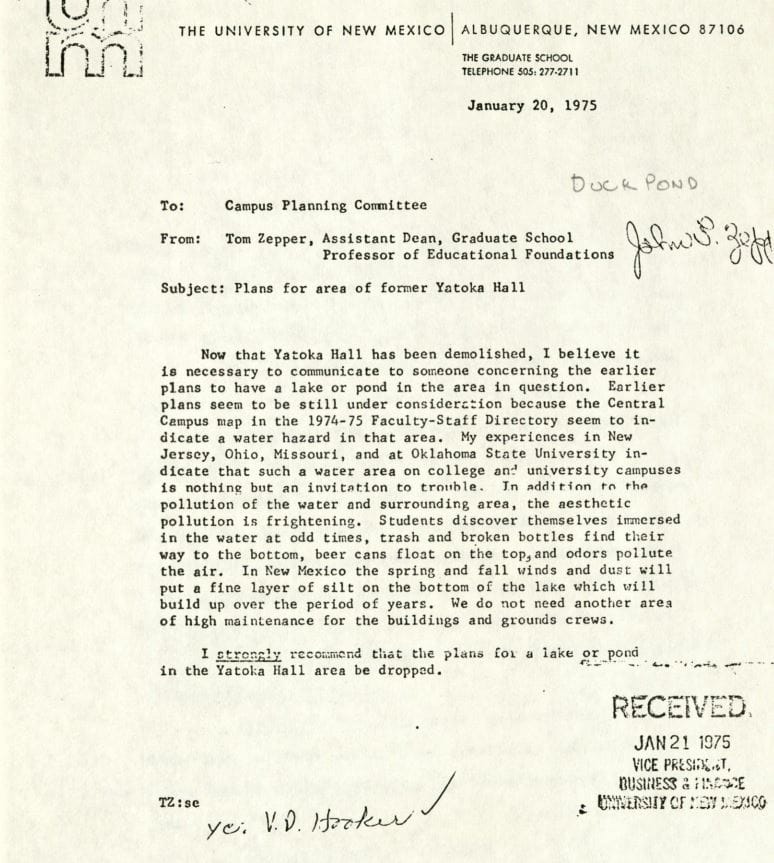 unm
THE UNIVERSITY OF NEW MEXICO | ALBUQUERQUE, NEW MEXICO 87106
THE GRADUATE SCHOOL
TELEPHONE 505: 277-2711
January 20, 1975
DUCK POND
To: Campus Planning Committee
From: Tom Zepper, Assistant Dean, Graduate School
Professor of Educational Foundations
John T. Zepp
Subject: Plans for area of former Yatoka Hall
Now that Yatoka Hall has been demolished, I believe it
is necessary to communicate to someone concerning the earlier
plans to have a lake or pond in the area in question. Earlier
plans seem to be still under consideration because the Central
Campus map in the 1974-75 Faculty-Staff Directory seem to in-
dicate a water hazard in that area. My experiences in New
Jersey, Ohio, Missouri, and at Oklahoma State University in-
dicate that such a water area on college and university campuses
is nothing but an invitation to trouble. In addition to the
pollution of the water and surrounding area, the aesthetic
pollution is frightening. Students discover themselves immersed
in the water at odd times, trash and broken bottles find their
way to the bottom, beer cans float on the top, and odors pollute
the air. In New Mexico the spring and fall winds and dust will
put a fine layer of silt on the bottom of the lake which will
build up over the period of years. We do not need another area
of high maintenance for the buildings and grounds crews.
I strongly recommend that the plans for a lake or pond
in the Yatoka Hall area be dropped.
RECEIVED
JAN 21 1975
VICE PRESIDENT,
BUSINESS & FINANCE
UNIVERSITY OF NEW MEXICO
TZ:se
yc: V.D. Hooker ✓